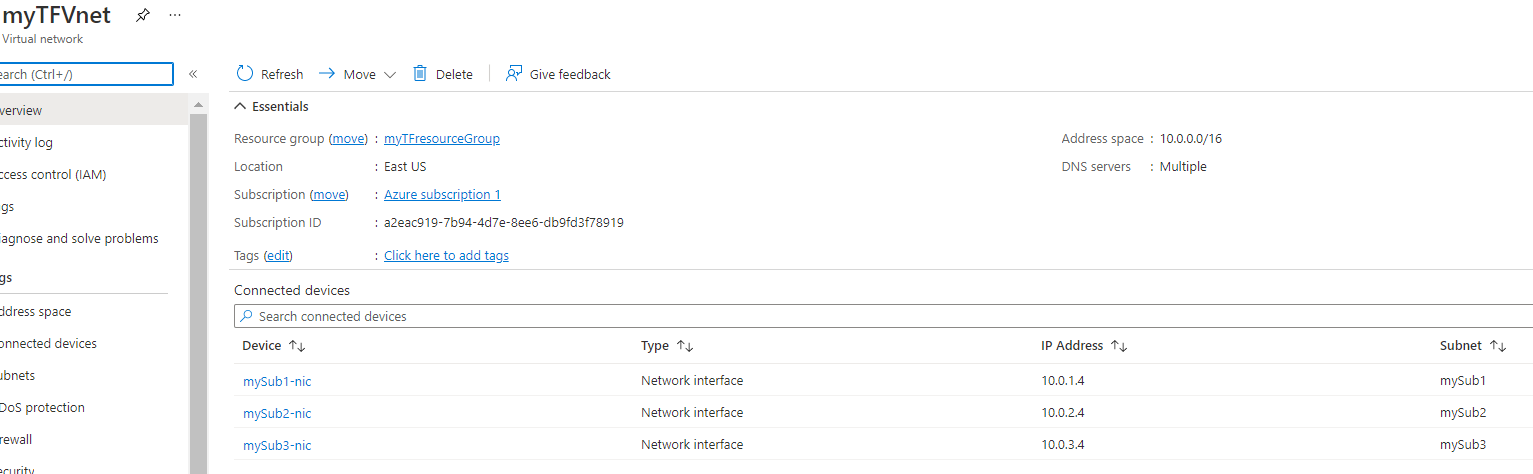 myTFVnet ...
Virtual network
earch (Ctrl+/) «
Refresh Move Delete Give feedback
verview
Essentials
ctivity log
Resource group (move) : myTFresourceGroup Address space : 10.0.0.0/16
ccess control (IAM)
Location : East US DNS servers : Multiple
gs
Subscription (move) : Azure subscription 1
iagnose and solve problems
Subscription ID : a2eac919-7b94-4d7e-8ee6-db9fd3f78919
Tags (edit) : Click here to add tags
gs
Connected devices
ddress space
Search connected devices
onnected devices
Device Type IP Address Subnet
ubnets
mySub1-nic Network interface 10.0.1.4 mySub1
DoS protection
mySub2-nic Network interface 10.0.2.4 mySub2
rewall
mySub3-nic Network interface 10.0.3.4 mySub3
ecurity